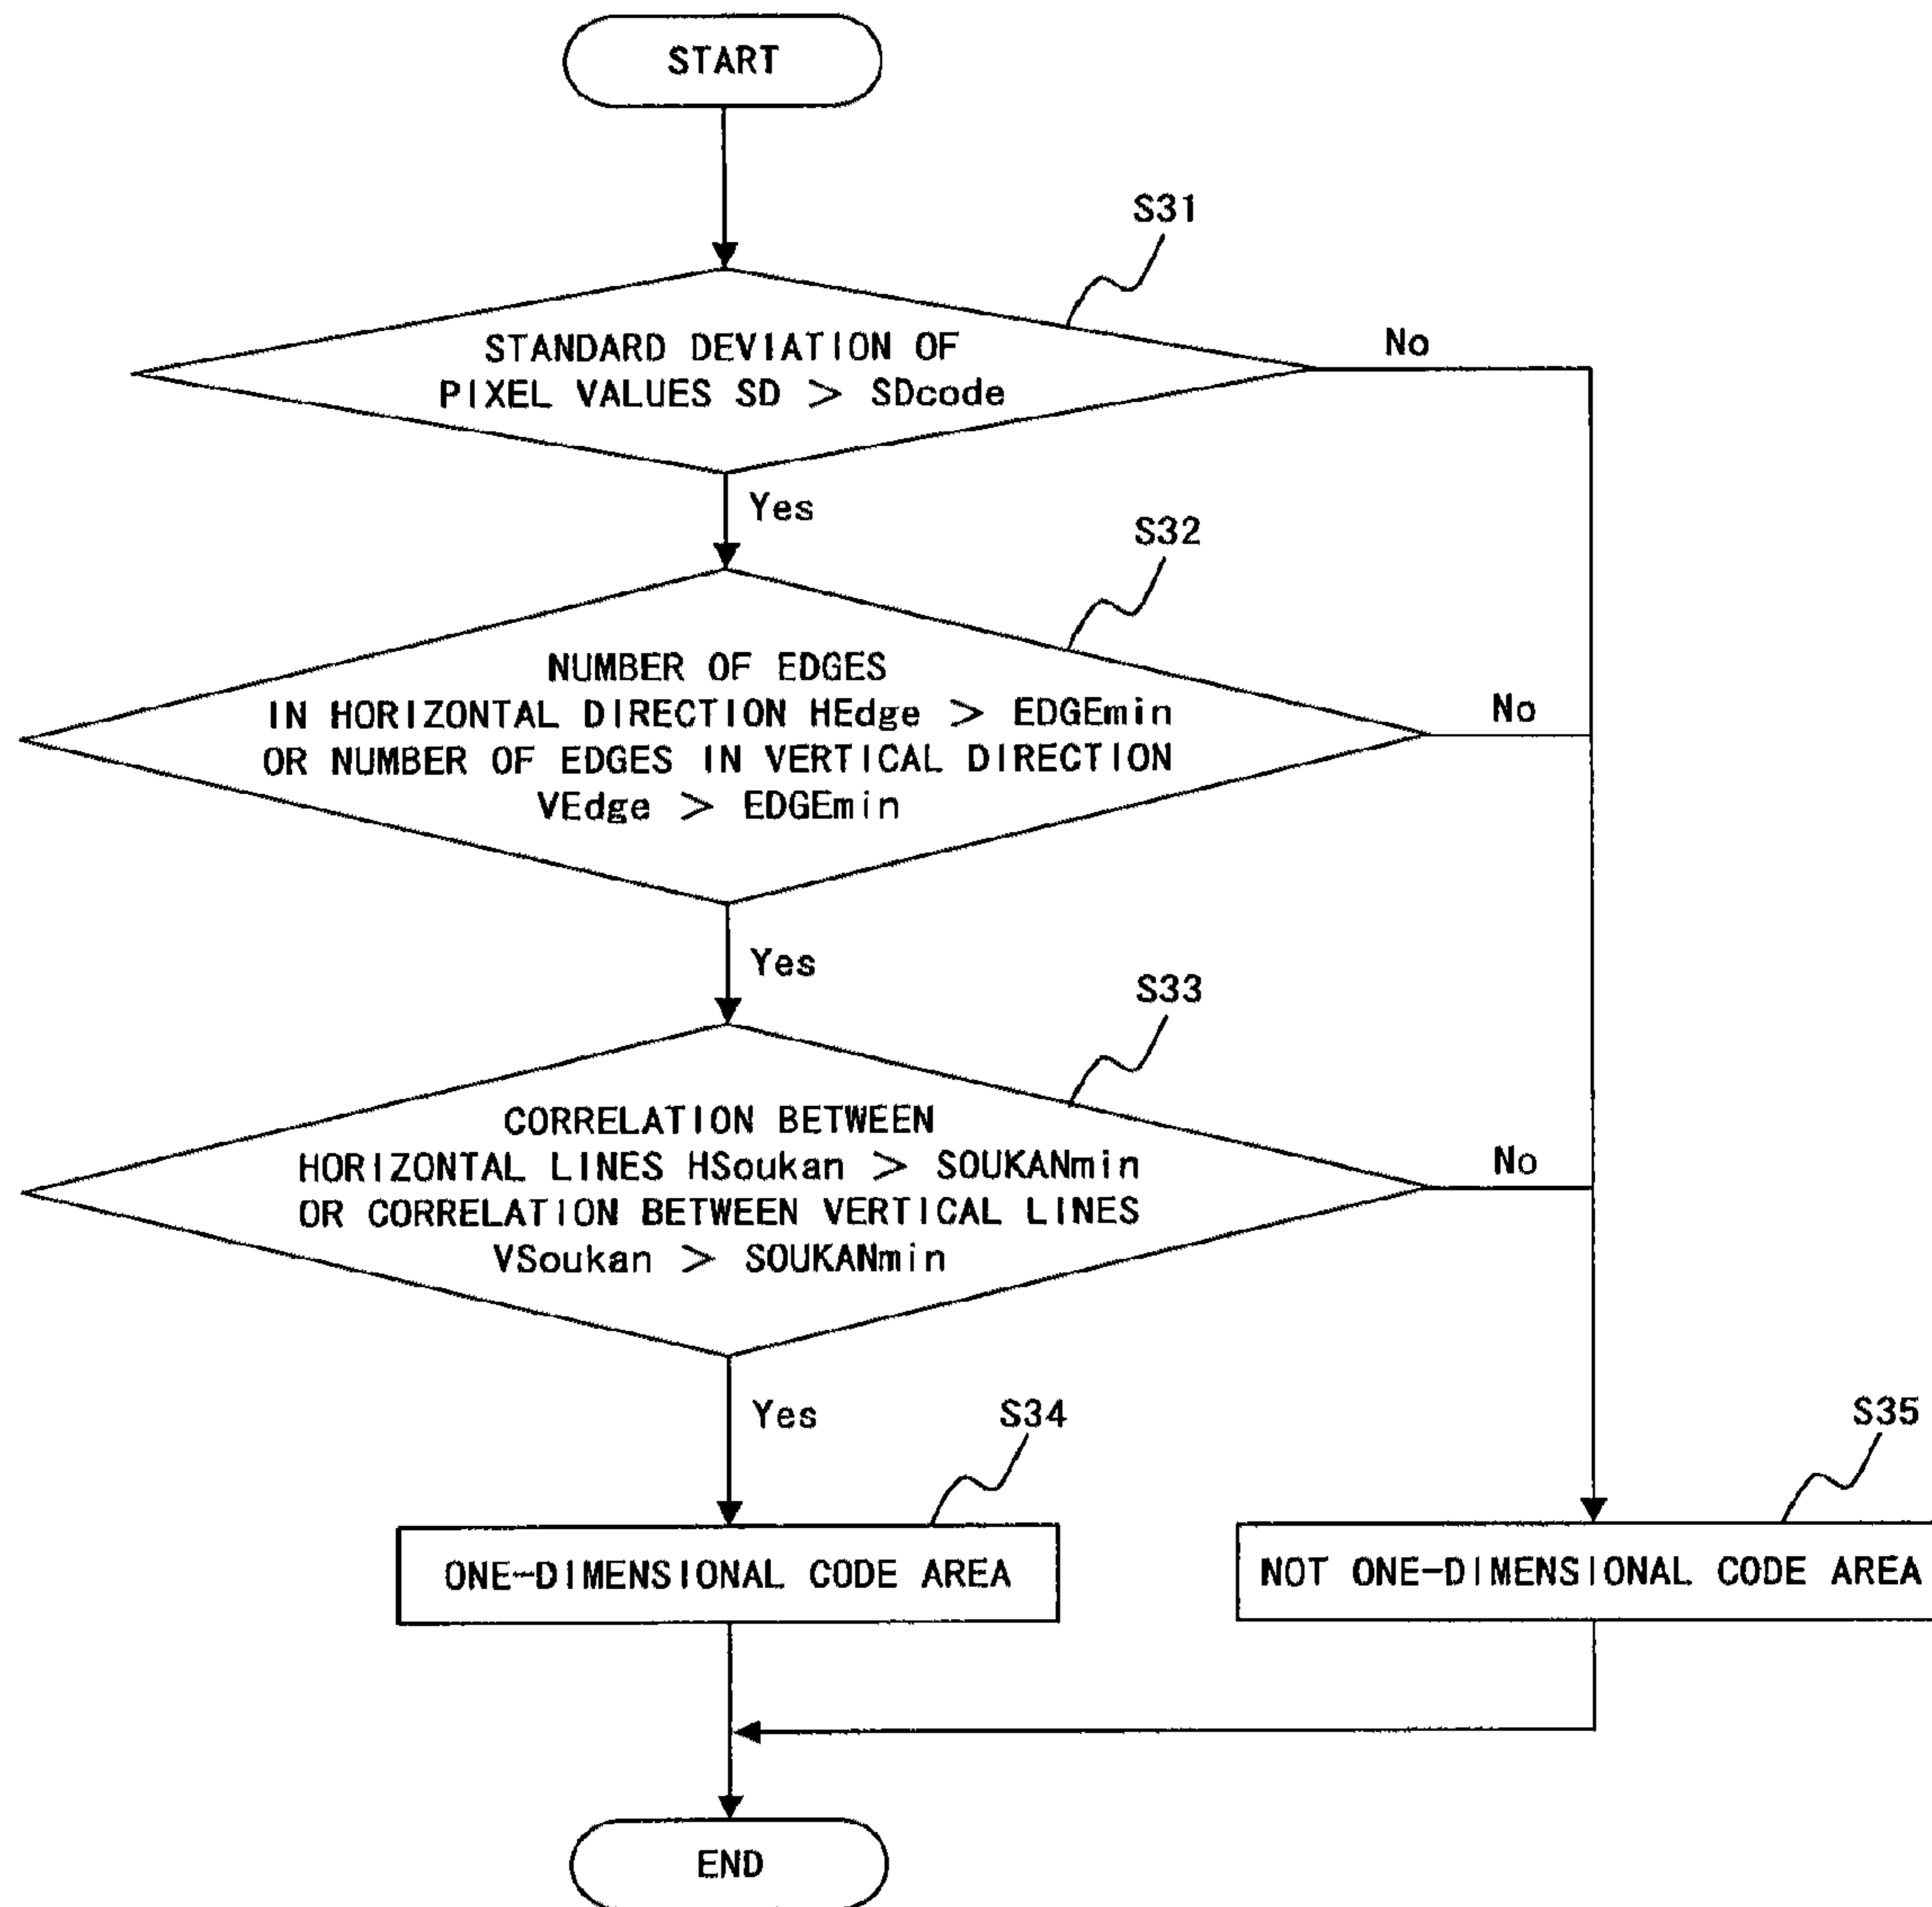 START
S31
STANDARD DEVIATION OF
PIXEL VALUES SD > SDcode
No
Yes
S32
NUMBER OF EDGES
IN HORIZONTAL DIRECTION HEdge > EDGEmin
OR NUMBER OF EDGES IN VERTICAL DIRECTION
VEdge > EDGEmin
No
Yes
S33
CORRELATION BETWEEN
HORIZONTAL LINES HSoukan > SOUKANmin
OR CORRELATION BETWEEN VERTICAL LINES
VSoukan > SOUKANmin
No
Yes
S34
S35
ONE-DIMENSIONAL CODE AREA
NOT ONE-DIMENSIONAL CODE AREA
END